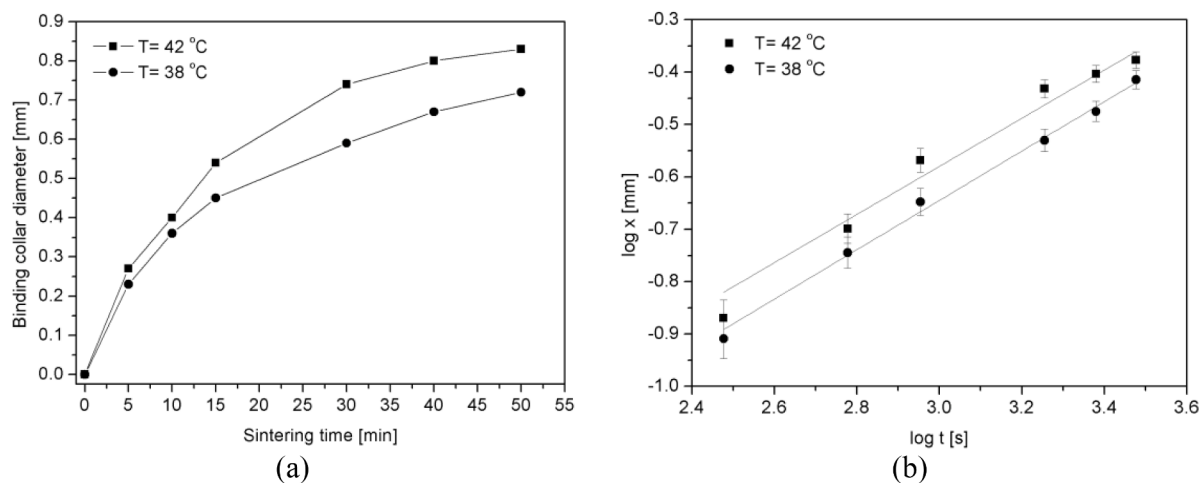 0.9
0.8
0.7
0.6
0.5
0.4
0.3
0.2
0.1
0.0
Binding collar diameter [mm]
T= 42 °C
T= 38 °C
0 5 10 15 20 25 30 35 40 45 50 55
Sintering time [min]
(a)
-0.3
-0.4
-0.5
-0.6
-0.7
-0.8
-0.9
-1.0
log x [mm]
T= 42 °C
T= 38 °C
2.4 2.6 2.8 3.0 3.2 3.4 3.6
log t [s]
(b)